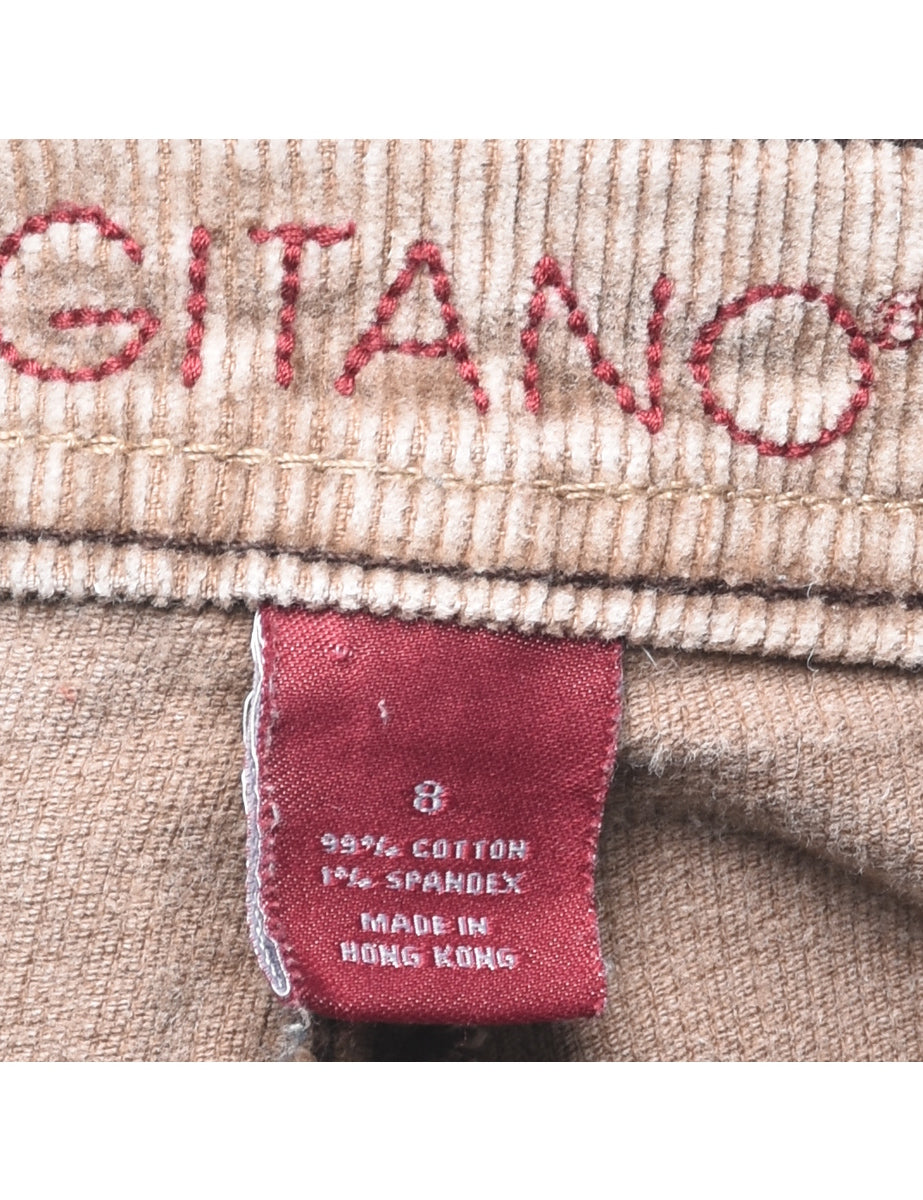 GITANO®
8
99% COTTON
1% SPANDEX
MADE IN
HONG KONG